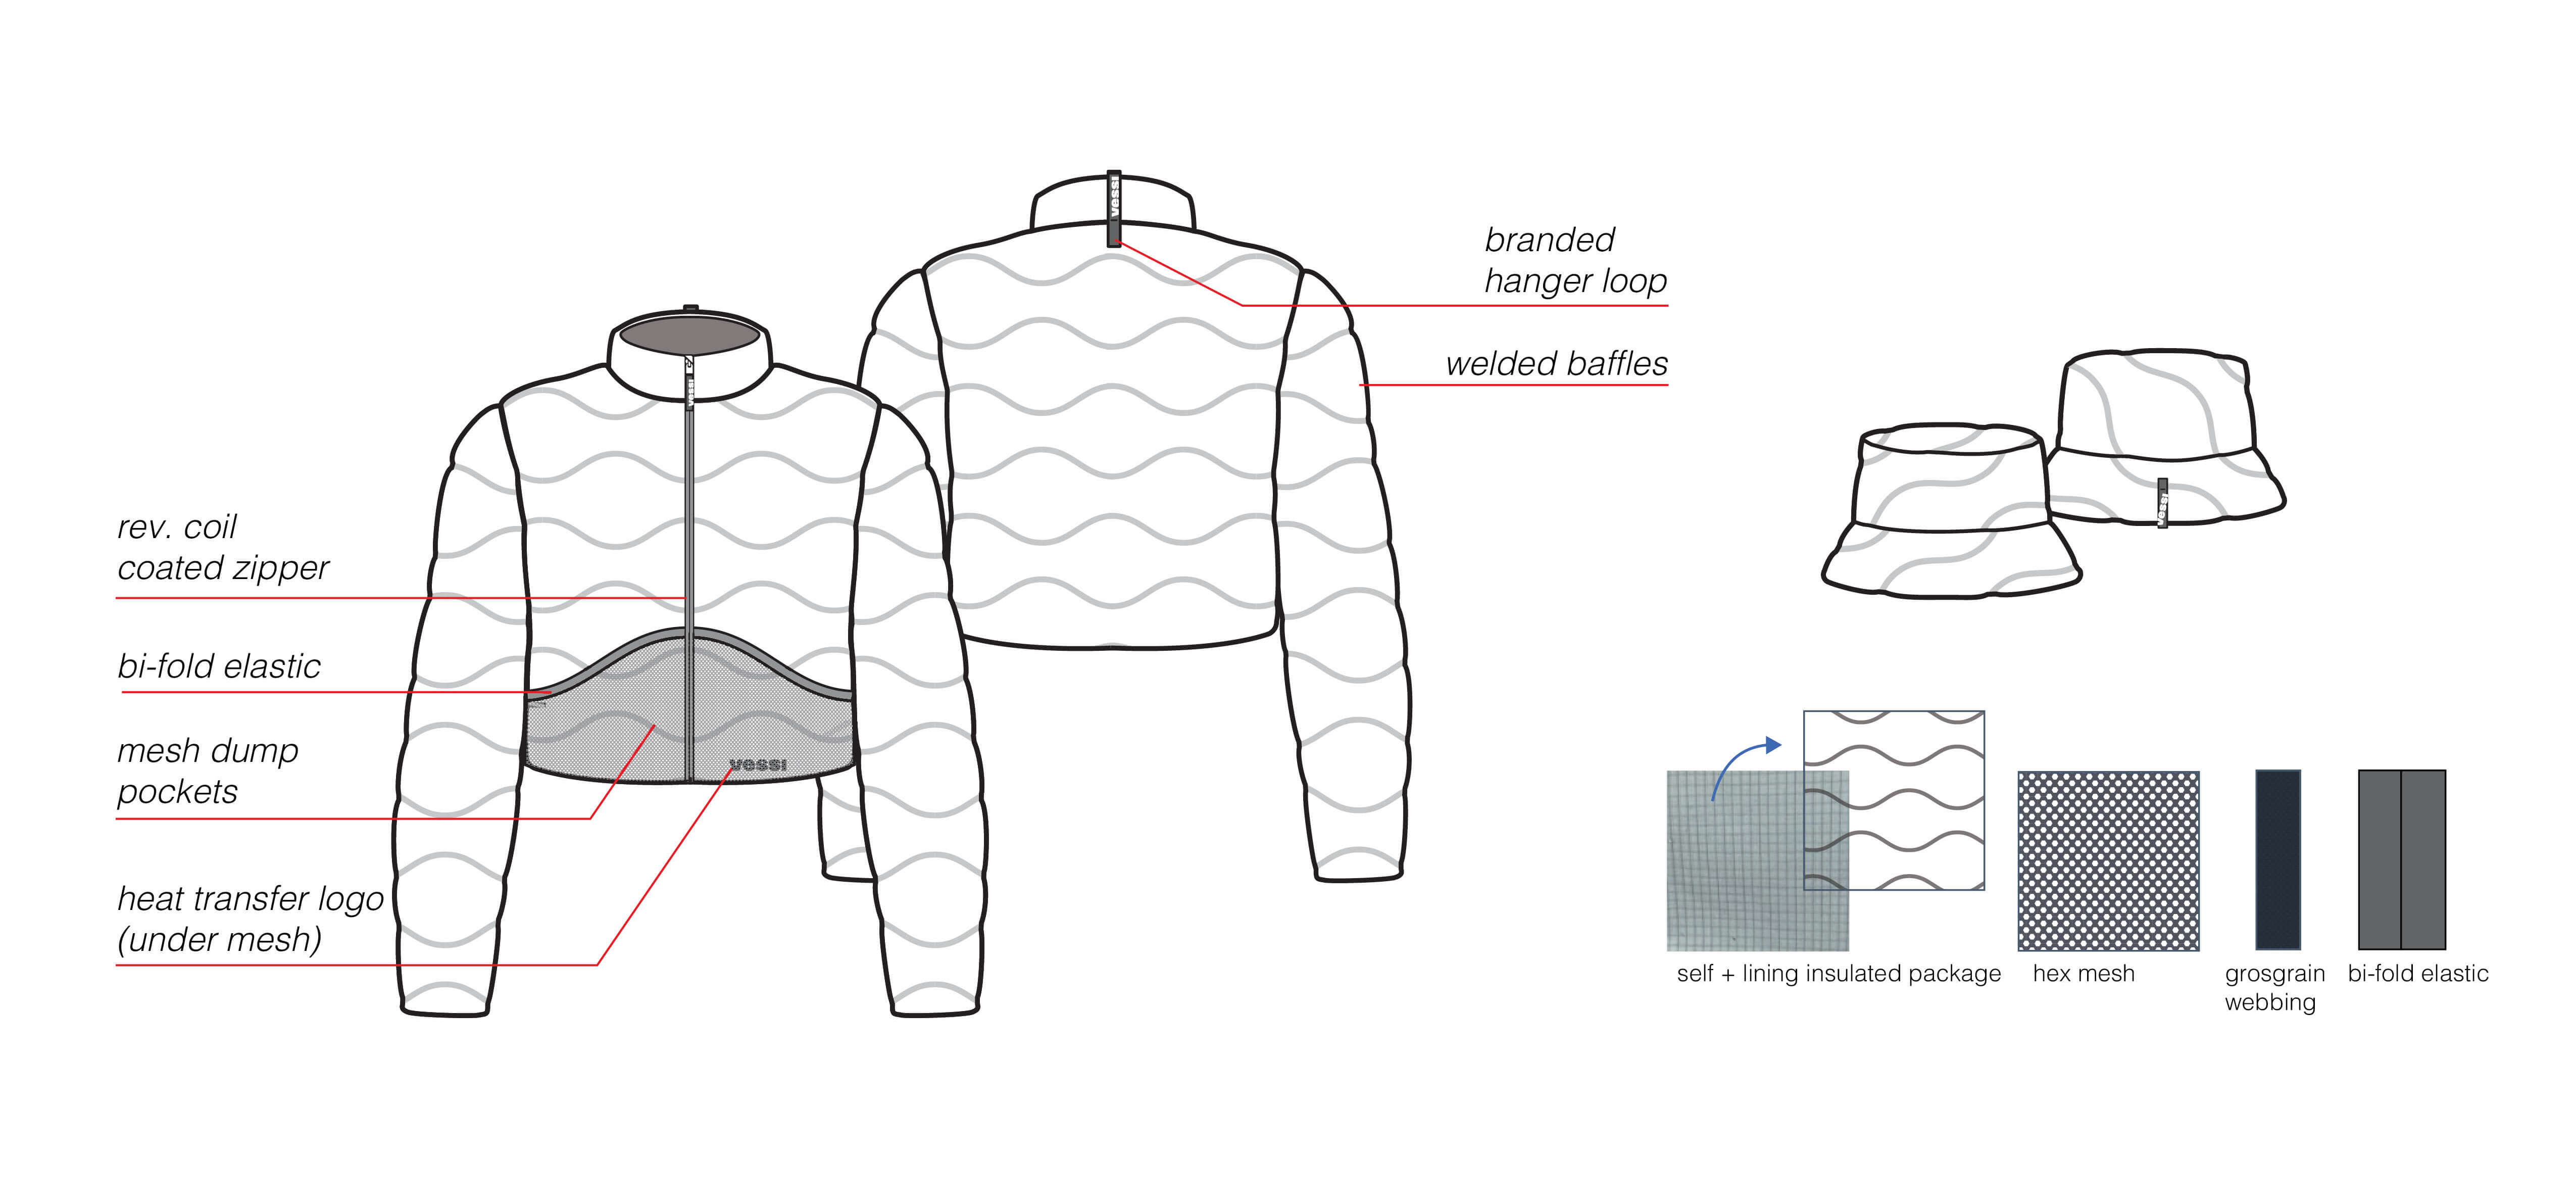 vessi
branded
hanger loop
welded baffles
vessi
rev. coil
coated zipper
bi-fold elastic
mesh dump
pockets
vessi
heat transfer logo
(under mesh)
vessi
self + lining insulated package
hex mesh
grosgrain
webbing
bi-fold elastic